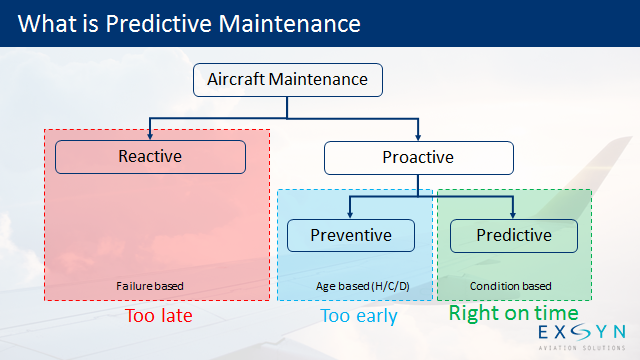 What is Predictive Maintenance
Aircraft Maintenance
Reactive
Proactive
Preventive
Predictive
Failure based
Age based (H/C/D)
Condition based
Too late
Too early
Right on time
EXSYN
AVIATION SOLUTIONS